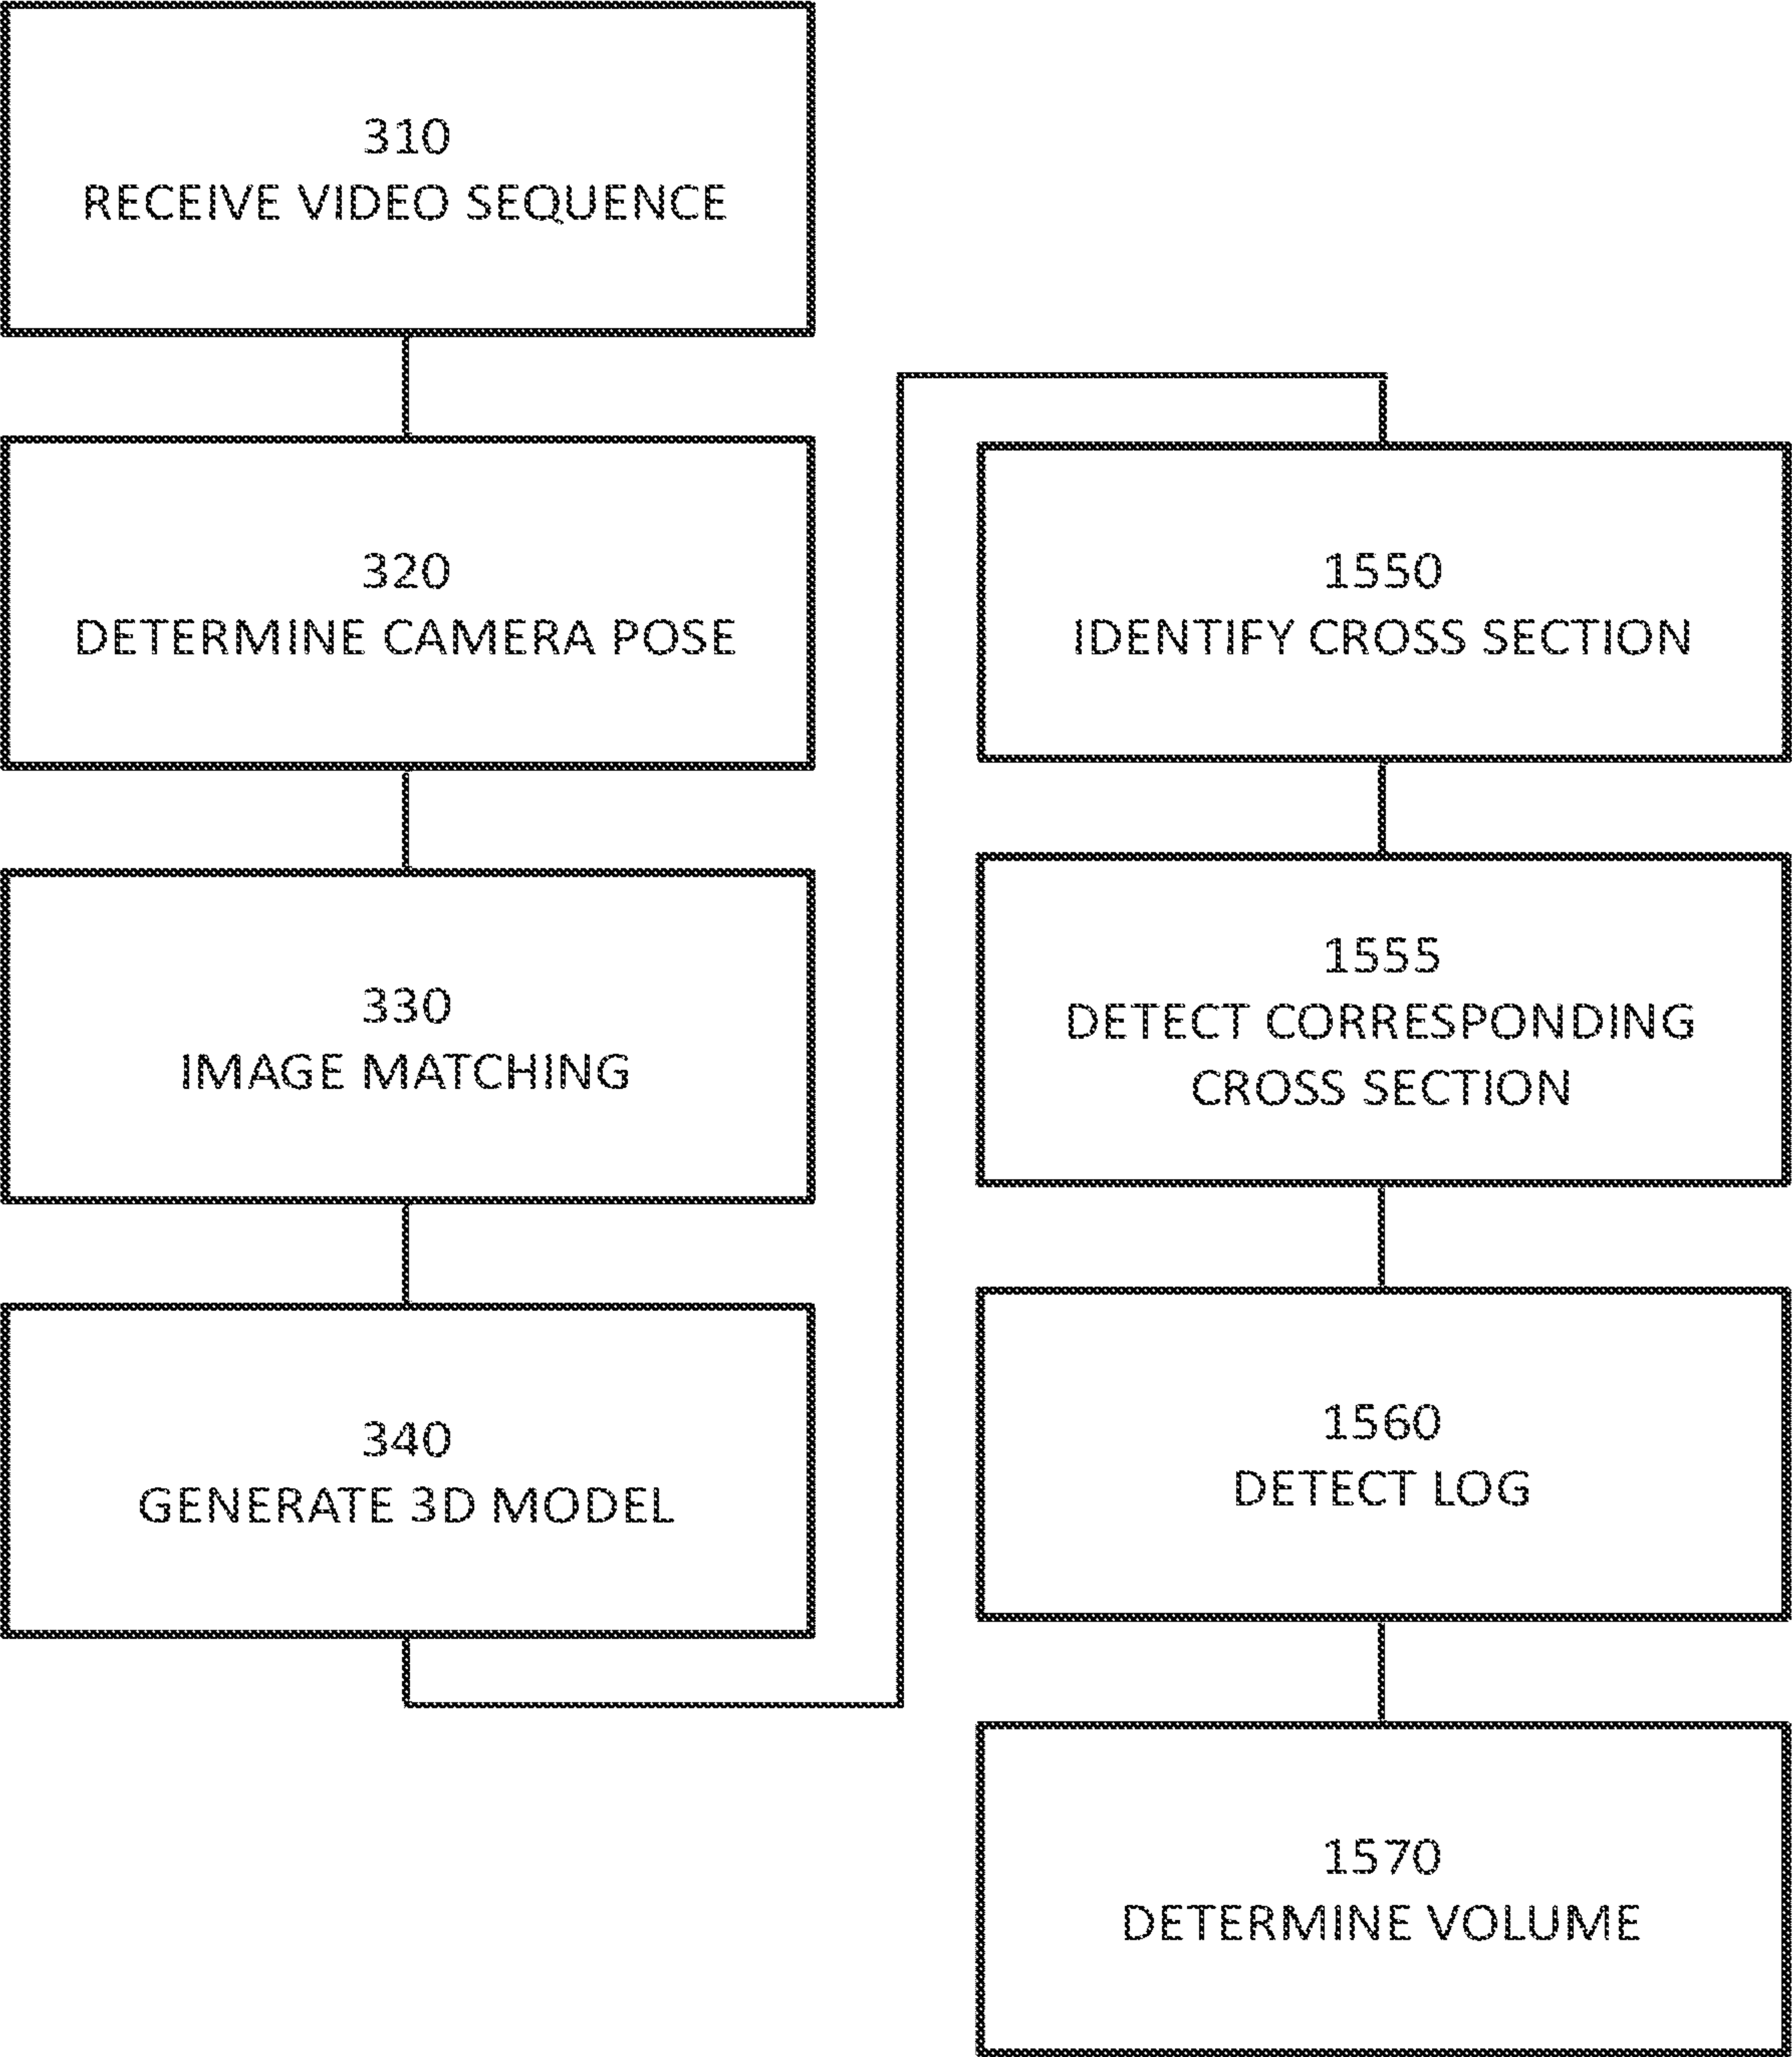 310
RECEIVE VIDEO SEQUENCE
320
DETERMINE CAMERA POSE
330
IMAGE MATCHING
340
GENERATE 3D MODEL
1550
IDENTIFY CROSS SECTION
1555
DETECT CORRESPONDING
CROSS SECTION
1560
DETECT LOG
1570
DETERMINE VOLUME